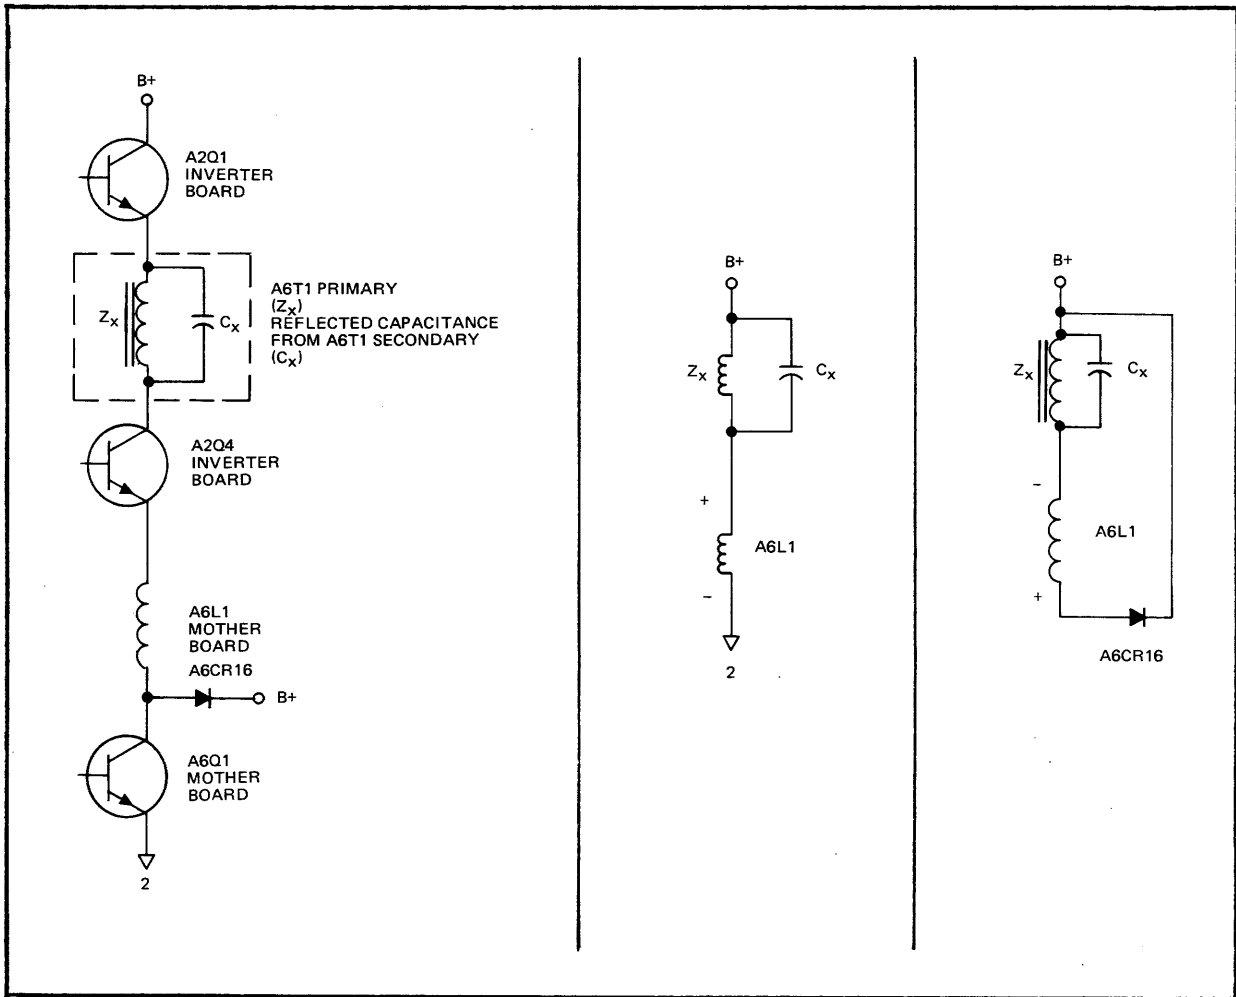 B+
A2Q1
INVERTER
BOARD
Zx
Cx
A6T1 PRIMARY
(Zx)
REFLECTED CAPACITANCE
FROM A6T1 SECONDARY
(Cx)
A2Q4
INVERTER
BOARD
A6L1
MOTHER
BOARD
A6CR16
B+
A6Q1
MOTHER
BOARD
2
B+
Zx
Cx
+
A6L1
–
2
B+
Zx
Cx
–
A6L1
+
A6CR16